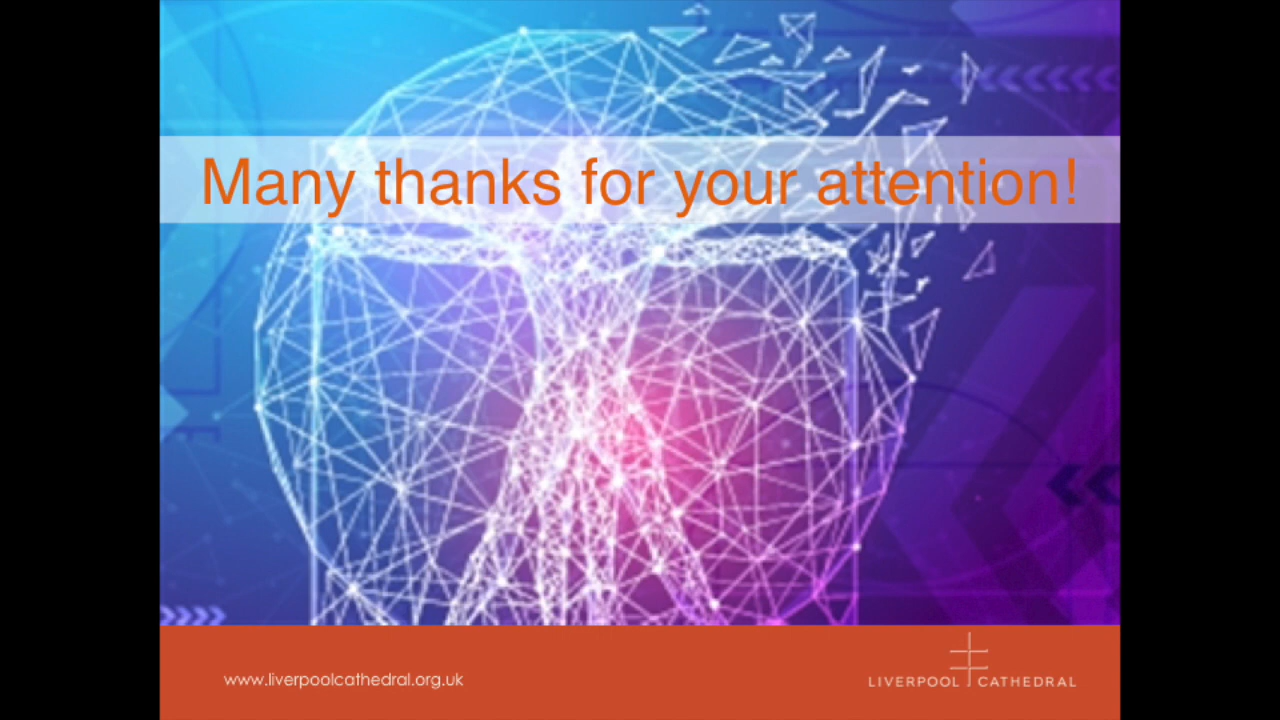 Many thanks for your attention!
www.liverpoolcathedral.org.uk
LIVERPOOL CATHEDRAL